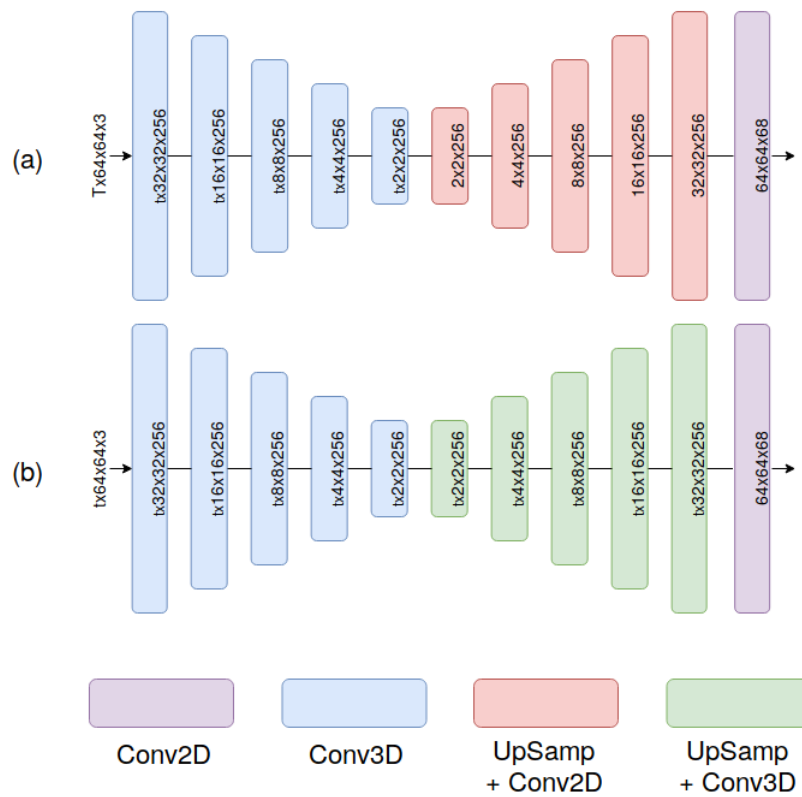 (a)
Tx64x64x3
tx32x32x256
tx16x16x256
tx8x8x256
tx4x4x256
tx2x2x256
2x2x256
4x4x256
8x8x256
16x16x256
32x32x256
64x64x68
(b)
tx64x64x3
tx32x32x256
tx16x16x256
tx8x8x256
tx4x4x256
tx2x2x256
tx2x2x256
tx4x4x256
tx8x8x256
tx16x16x256
tx32x32x256
64x64x68
Conv2D
Conv3D
UpSamp
+ Conv2D
UpSamp
+ Conv3D